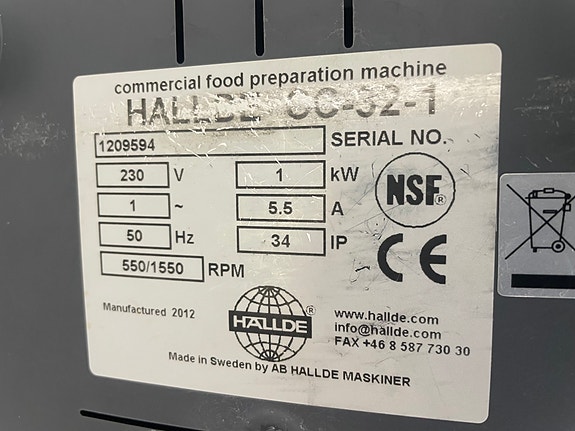 commercial food preparation machine
HALLDE CC-32-1
1209594 SERIAL NO.
230 V 1 kW
1 ~ 5.5 A
50 Hz 34 IP
550/1550 RPM
NSF®
CE
Manufactured 2012
HÄLLDE ®
www.hallde.com
info@hallde.com
FAX +46 8 587 730 30
Made in Sweden by AB HALLDE MASKINER